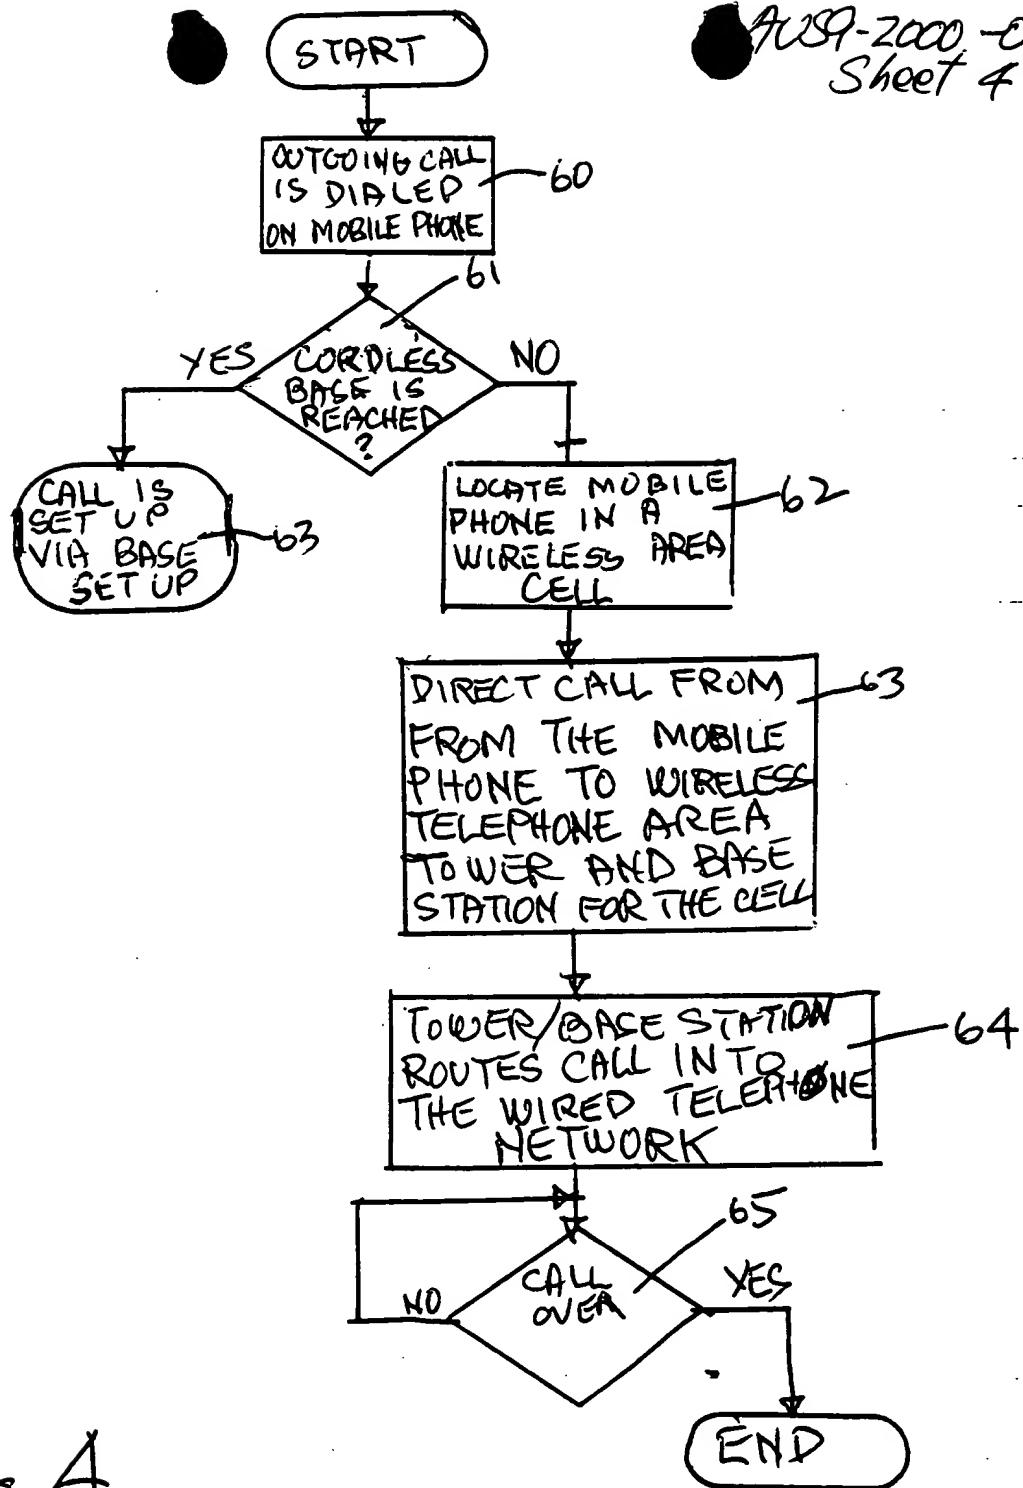 AUS9-2000-0
Sheet 4
START
OUTGOING CALL
IS DIALED
ON MOBILE PHONE
60
61
YES
CORDLESS
BASE IS
REACHED
?
NO
CALL IS
SET UP
VIA BASE
SET UP
63
LOCATE MOBILE
PHONE IN A
WIRELESS AREA
CELL
62
DIRECT CALL FROM
FROM THE MOBILE
PHONE TO WIRELESS
TELEPHONE AREA
TOWER AND BASE
STATION FOR THE CELL
63
TOWER/BASE STATION
ROUTES CALL INTO
THE WIRED TELEPHONE
NETWORK
64
65
CALL
OVER
NO
YES
END
4